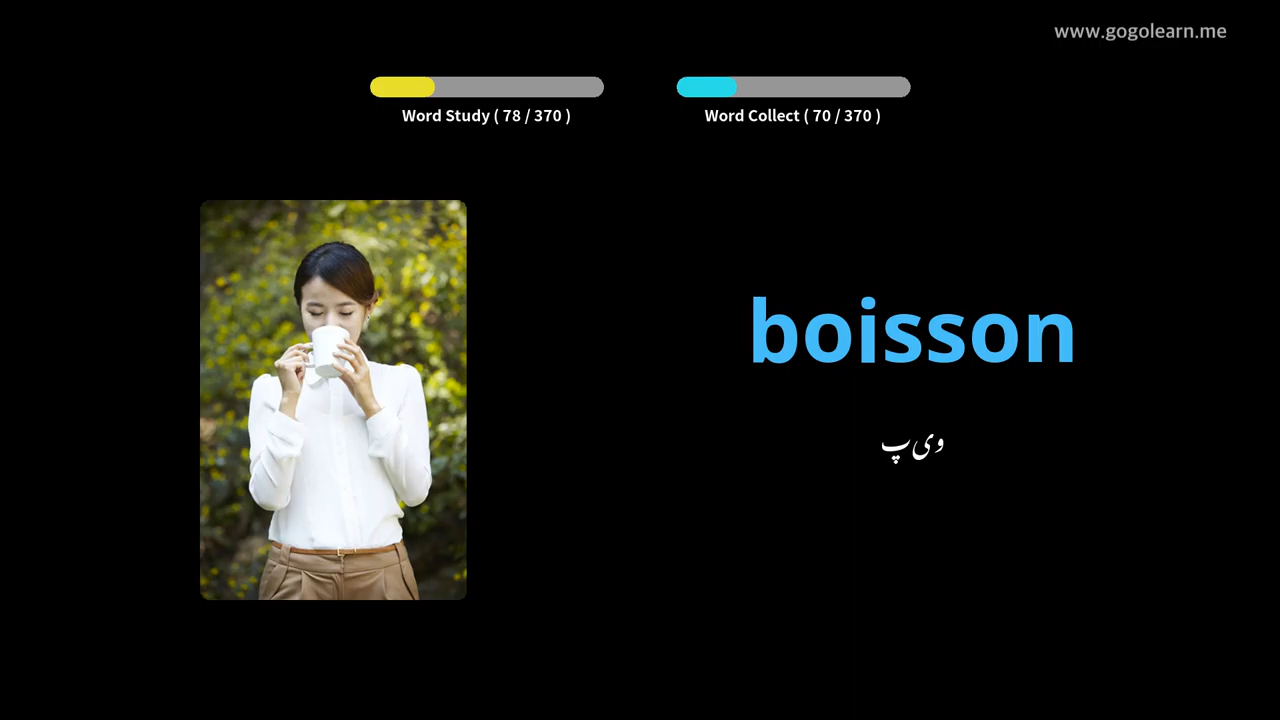 www.gogolearn.me
Word Study ( 78 / 370 )
Word Collect ( 70 / 370 )
boisson
وی پ